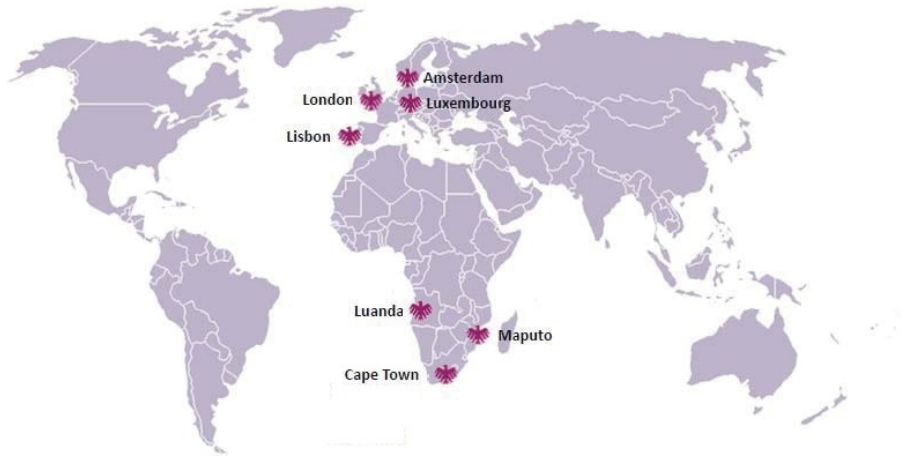 Amsterdam
London
Luxembourg
Lisbon
Luanda
Maputo
Cape Town